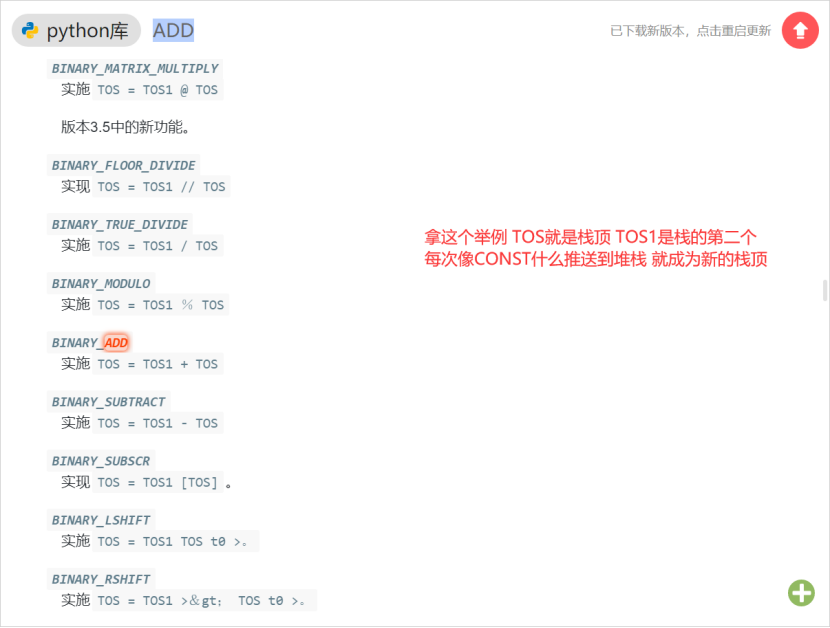 python库 ADD 已下载新版本，点击重启更新
BINARY_MATRIX_MULTIPLY
实施 TOS = TOS1 @ TOS
版本3.5中的新功能。
BINARY_FLOOR_DIVIDE
实现 TOS = TOS1 // TOS
BINARY_TRUE_DIVIDE
实施 TOS = TOS1 / TOS
拿这个举例 TOS就是栈顶 TOS1是栈的第二个
每次像CONST什么推送到堆栈 就成为新的栈顶
BINARY_MODULO
实施 TOS = TOS1 % TOS
BINARY_ADD
实施 TOS = TOS1 + TOS
BINARY_SUBTRACT
实施 TOS = TOS1 - TOS
BINARY_SUBSCR
实现 TOS = TOS1 [TOS] 。
BINARY_LSHIFT
实施 TOS = TOS1 TOS t0 >。
BINARY_RSHIFT
实施 TOS = TOS1 >&gt; TOS t0 >。